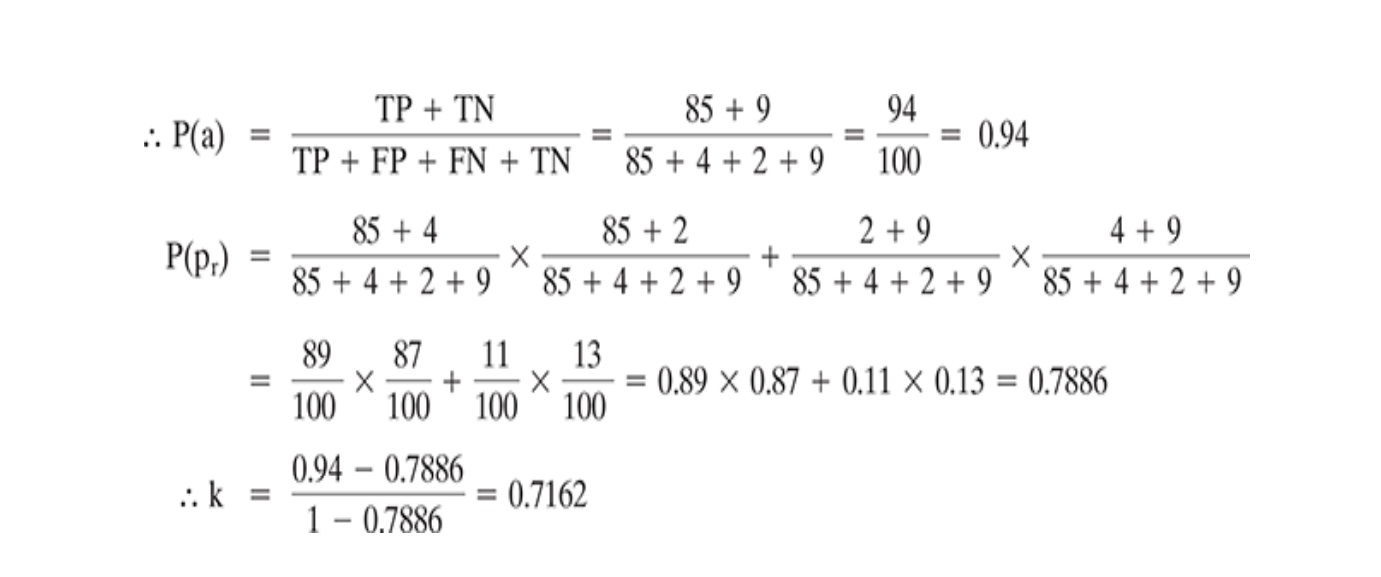 ∴ P(a) = (TP + TN) / (TP + FP + FN + TN) = (85 + 9) / (85 + 4 + 2 + 9) = 94 / 100 = 0.94
P(pᵣ) = (85 + 4) / (85 + 4 + 2 + 9) × (85 + 2) / (85 + 4 + 2 + 9) + (2 + 9) / (85 + 4 + 2 + 9) × (4 + 9) / (85 + 4 + 2 + 9)
= 89 / 100 × 87 / 100 + 11 / 100 × 13 / 100 = 0.89 × 0.87 + 0.11 × 0.13 = 0.7886
∴ k = (0.94 − 0.7886) / (1 − 0.7886) = 0.7162